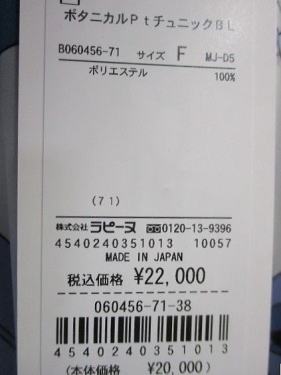 ボタニカルＰｔチュニックＢＬ
B060456-71 サイズ F MJ-D5
ポリエステル 100%
(71)
株式会社 ラピーヌ 0120-13-9396
4540240351013 10057
MADE IN JAPAN
税込価格 ¥22,000
060456-71-38
4540240351013
(本体価格 ¥20,000)